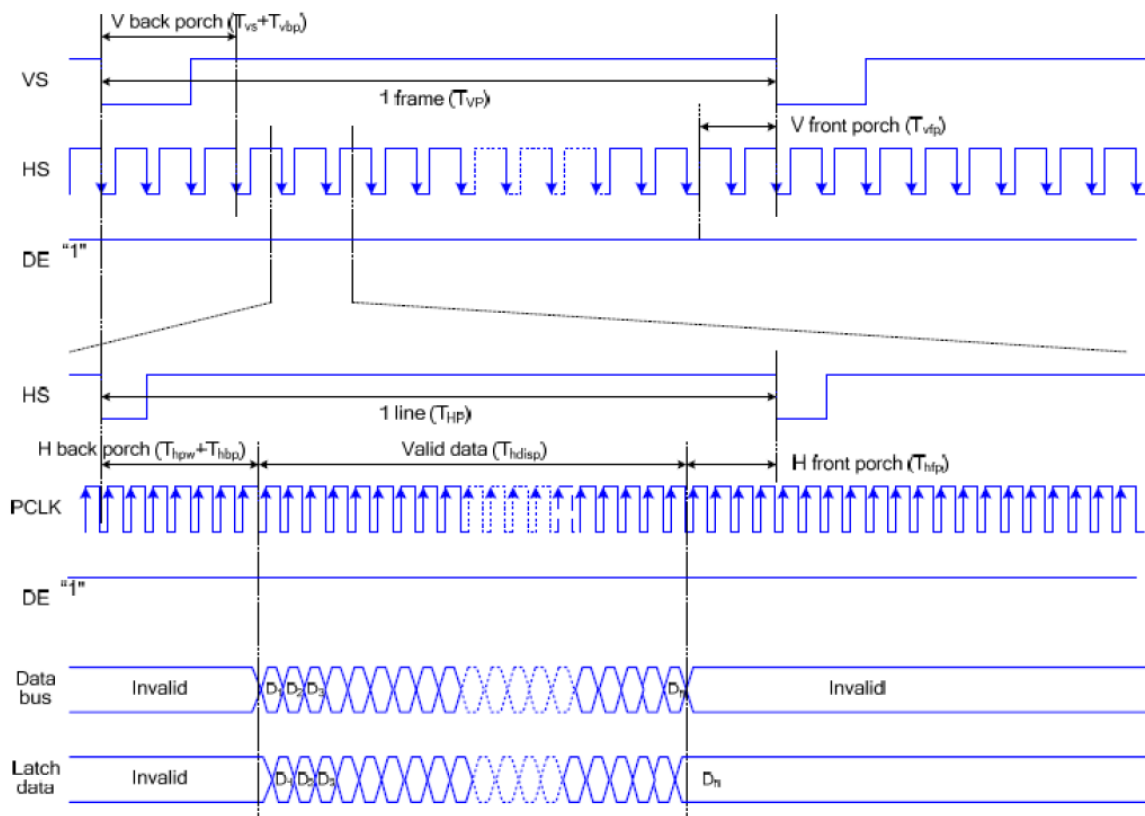 V back porch (Tvs+Tvbp)
VS
1 frame (TVP)
V front porch (Tvfp)
HS
DE "1"
HS
1 line (THP)
H back porch (Thpw+Thbp) Valid data (Thdisp) H front porch (Thfp)
PCLK
DE "1"
Data bus Invalid D1 D2 D3 Dn Invalid
Latch data Invalid D1 D2 D3 Dn